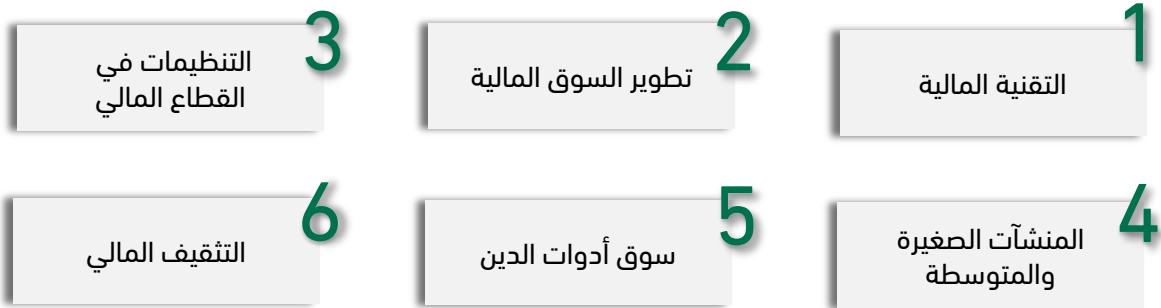 1
التقنية المالية
2
تطوير السوق المالية
3
التنظيمات في
القطاع المالي
4
المنشآت الصغيرة
والمتوسطة
5
سوق أدوات الدين
6
التثقيف المالي